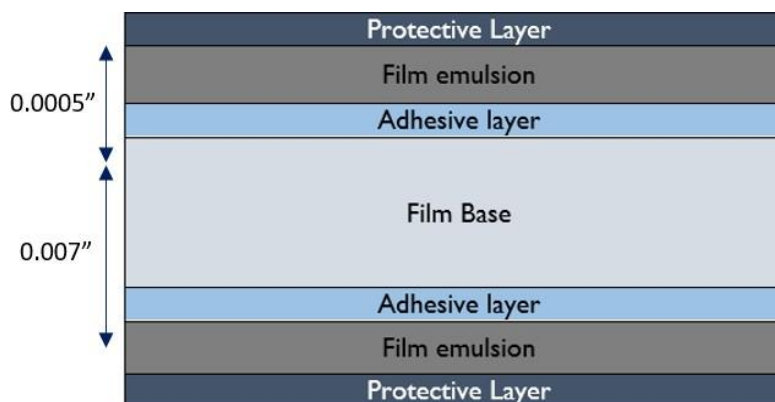 Protective Layer
Film emulsion
0.0005”
Adhesive layer
Film Base
0.007”
Adhesive layer
Film emulsion
Protective Layer